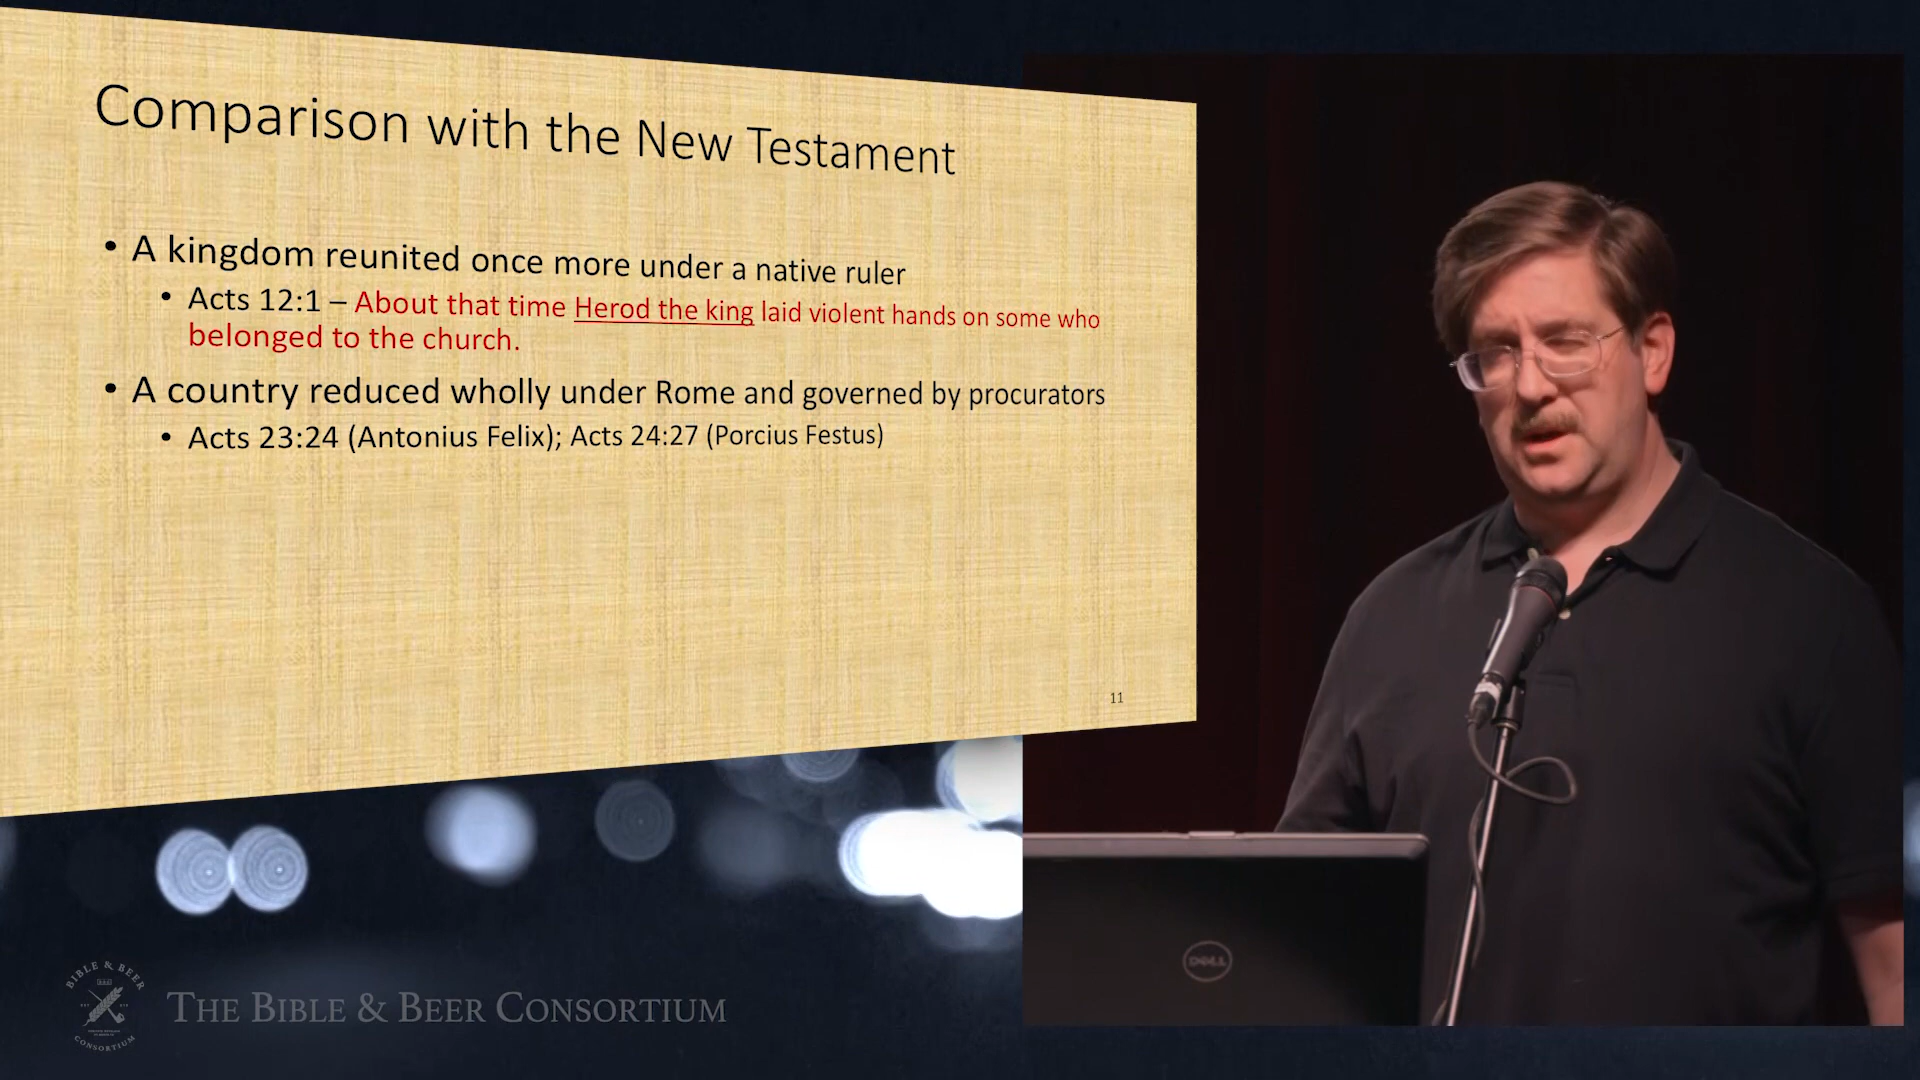 Comparison with the New Testament
• A kingdom reunited once more under a native ruler
• Acts 12:1 – About that time Herod the king laid violent hands on some who
belonged to the church.
• A country reduced wholly under Rome and governed by procurators
• Acts 23:24 (Antonius Felix); Acts 24:27 (Porcius Festus)
11
DELL
BIBLE & BEER
CONSORTIUM
THE BIBLE & BEER CONSORTIUM